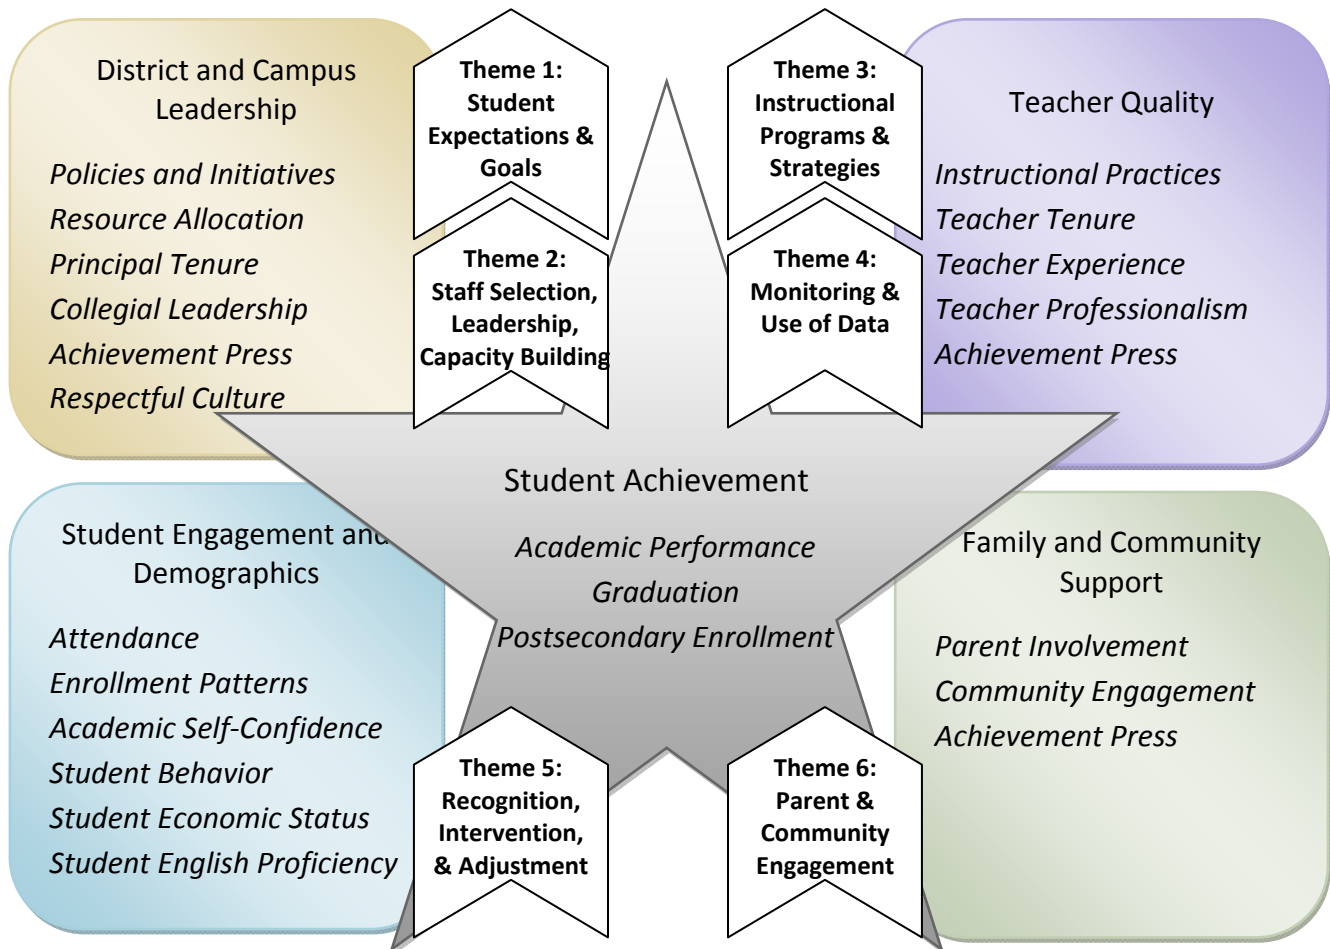 District and Campus
Leadership
Policies and Initiatives
Resource Allocation
Principal Tenure
Collegial Leadership
Achievement Press
Respectful Culture
Theme 1:
Student
Expectations &
Goals
Theme 2:
Staff Selection,
Leadership,
Capacity Building
Theme 3:
Instructional
Programs &
Strategies
Theme 4:
Monitoring &
Use of Data
Teacher Quality
Instructional Practices
Teacher Tenure
Teacher Experience
Teacher Professionalism
Achievement Press
Student Achievement
Academic Performance
Graduation
Postsecondary Enrollment
Student Engagement and
Demographics
Attendance
Enrollment Patterns
Academic Self-Confidence
Student Behavior
Student Economic Status
Student English Proficiency
Theme 5:
Recognition,
Intervention,
& Adjustment
Theme 6:
Parent &
Community
Engagement
Family and Community
Support
Parent Involvement
Community Engagement
Achievement Press